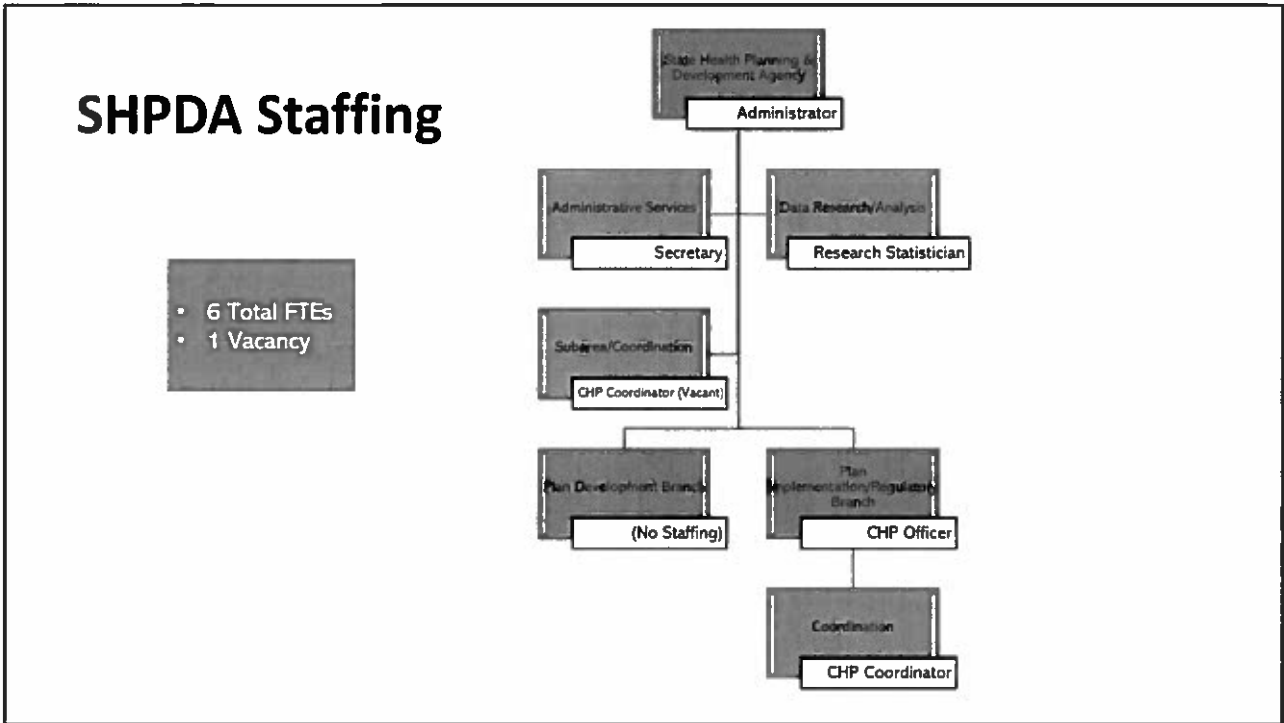 SHPDA Staffing
• 6 Total FTEs
• 1 Vacancy
State Health Planning &
Development Agency
Administrator
Administrative Services
Secretary
Data Research/Analysis
Research Statistician
Subarea/Coordination
CHP Coordinator (Vacant)
Plan Development Branch
(No Staffing)
Plan
Implementation/Regulatory
Branch
CHP Officer
Coordination
CHP Coordinator